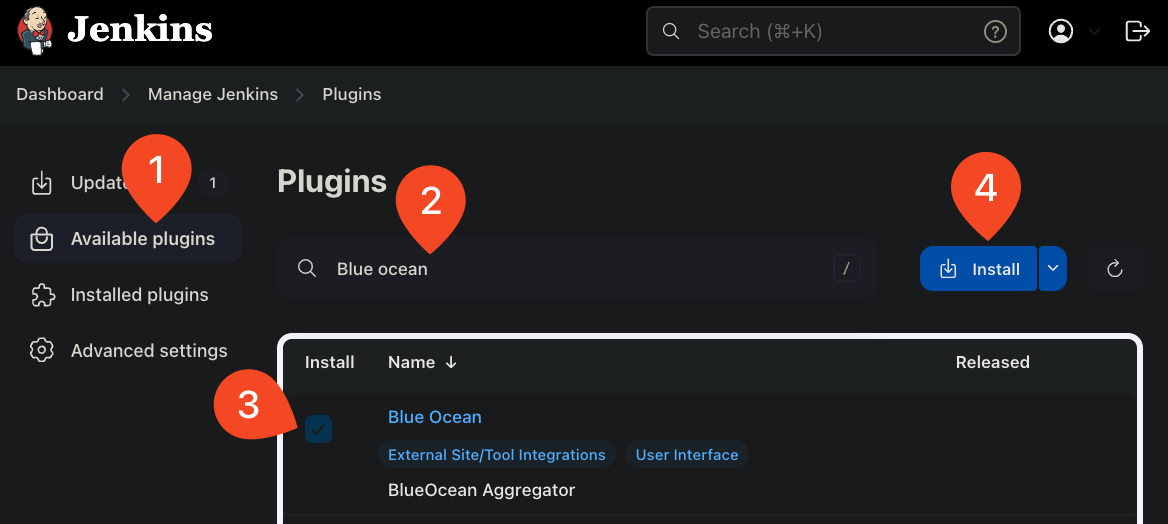 Jenkins
Search (⌘+K)
?
Dashboard > Manage Jenkins > Plugins
1
1
Available plugins
Installed plugins
Advanced settings
Plugins
2
Blue ocean
/
4
Install
Install Name ↓ Released
3
Blue Ocean
External Site/Tool Integrations User Interface
BlueOcean Aggregator